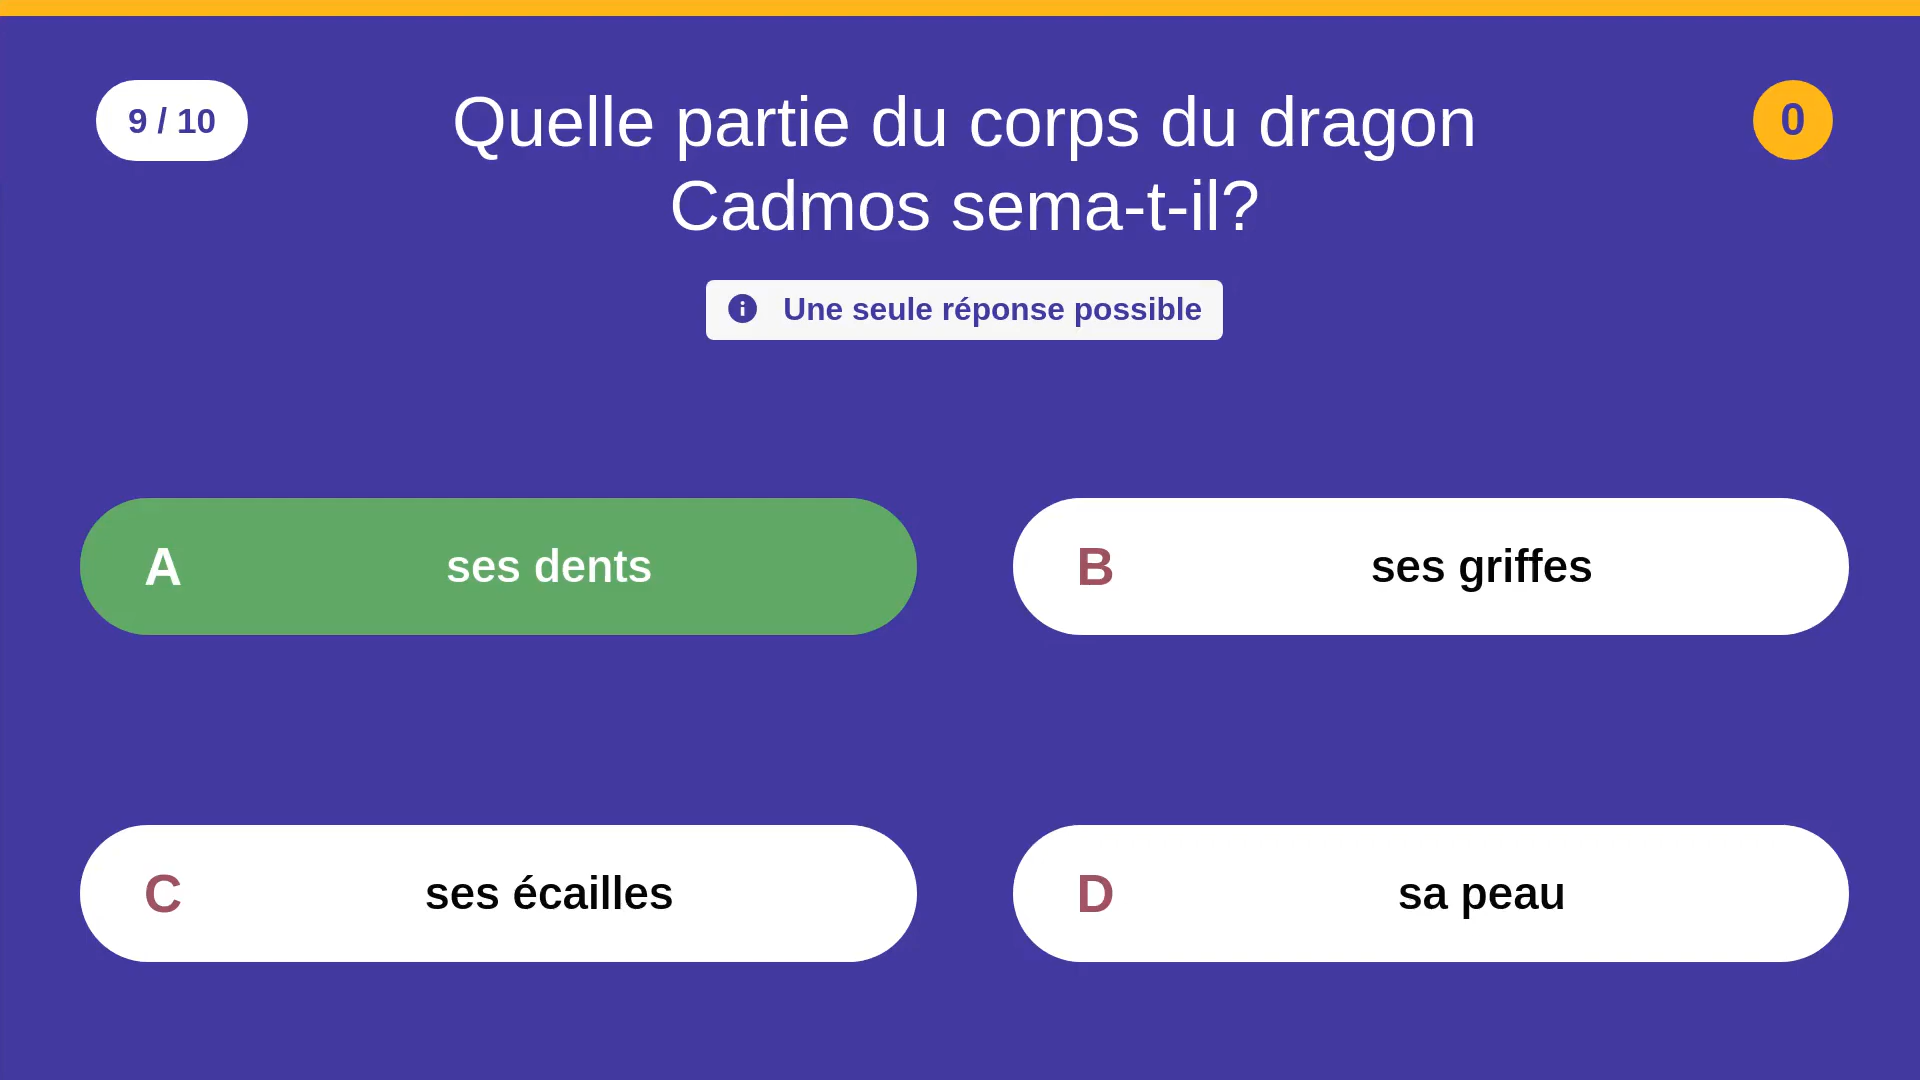 9 / 10
Quelle partie du corps du dragon
Cadmos sema-t-il?
0
Une seule réponse possible
A ses dents
B ses griffes
C ses écailles
D sa peau